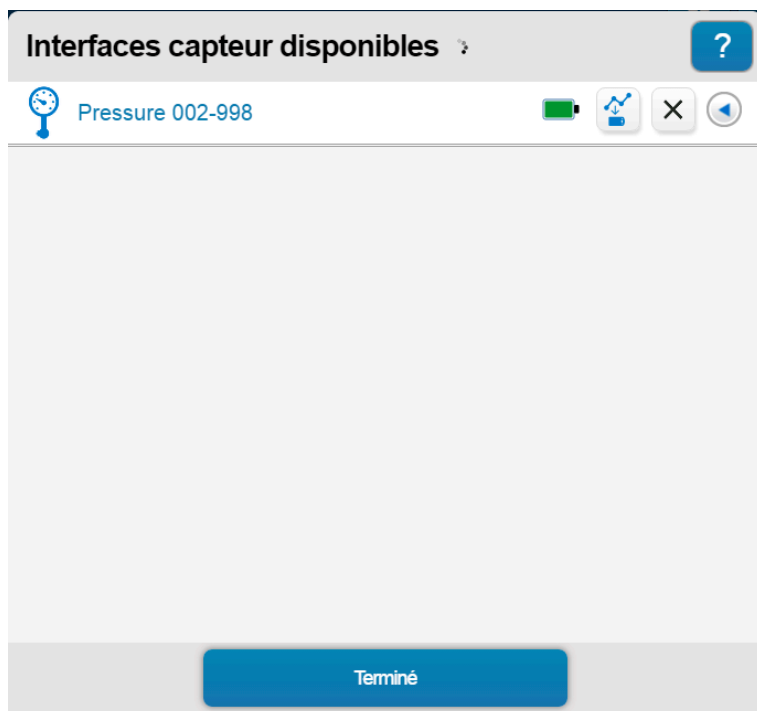 Interfaces capteur disponibles
?
Pressure 002-998
Terminé